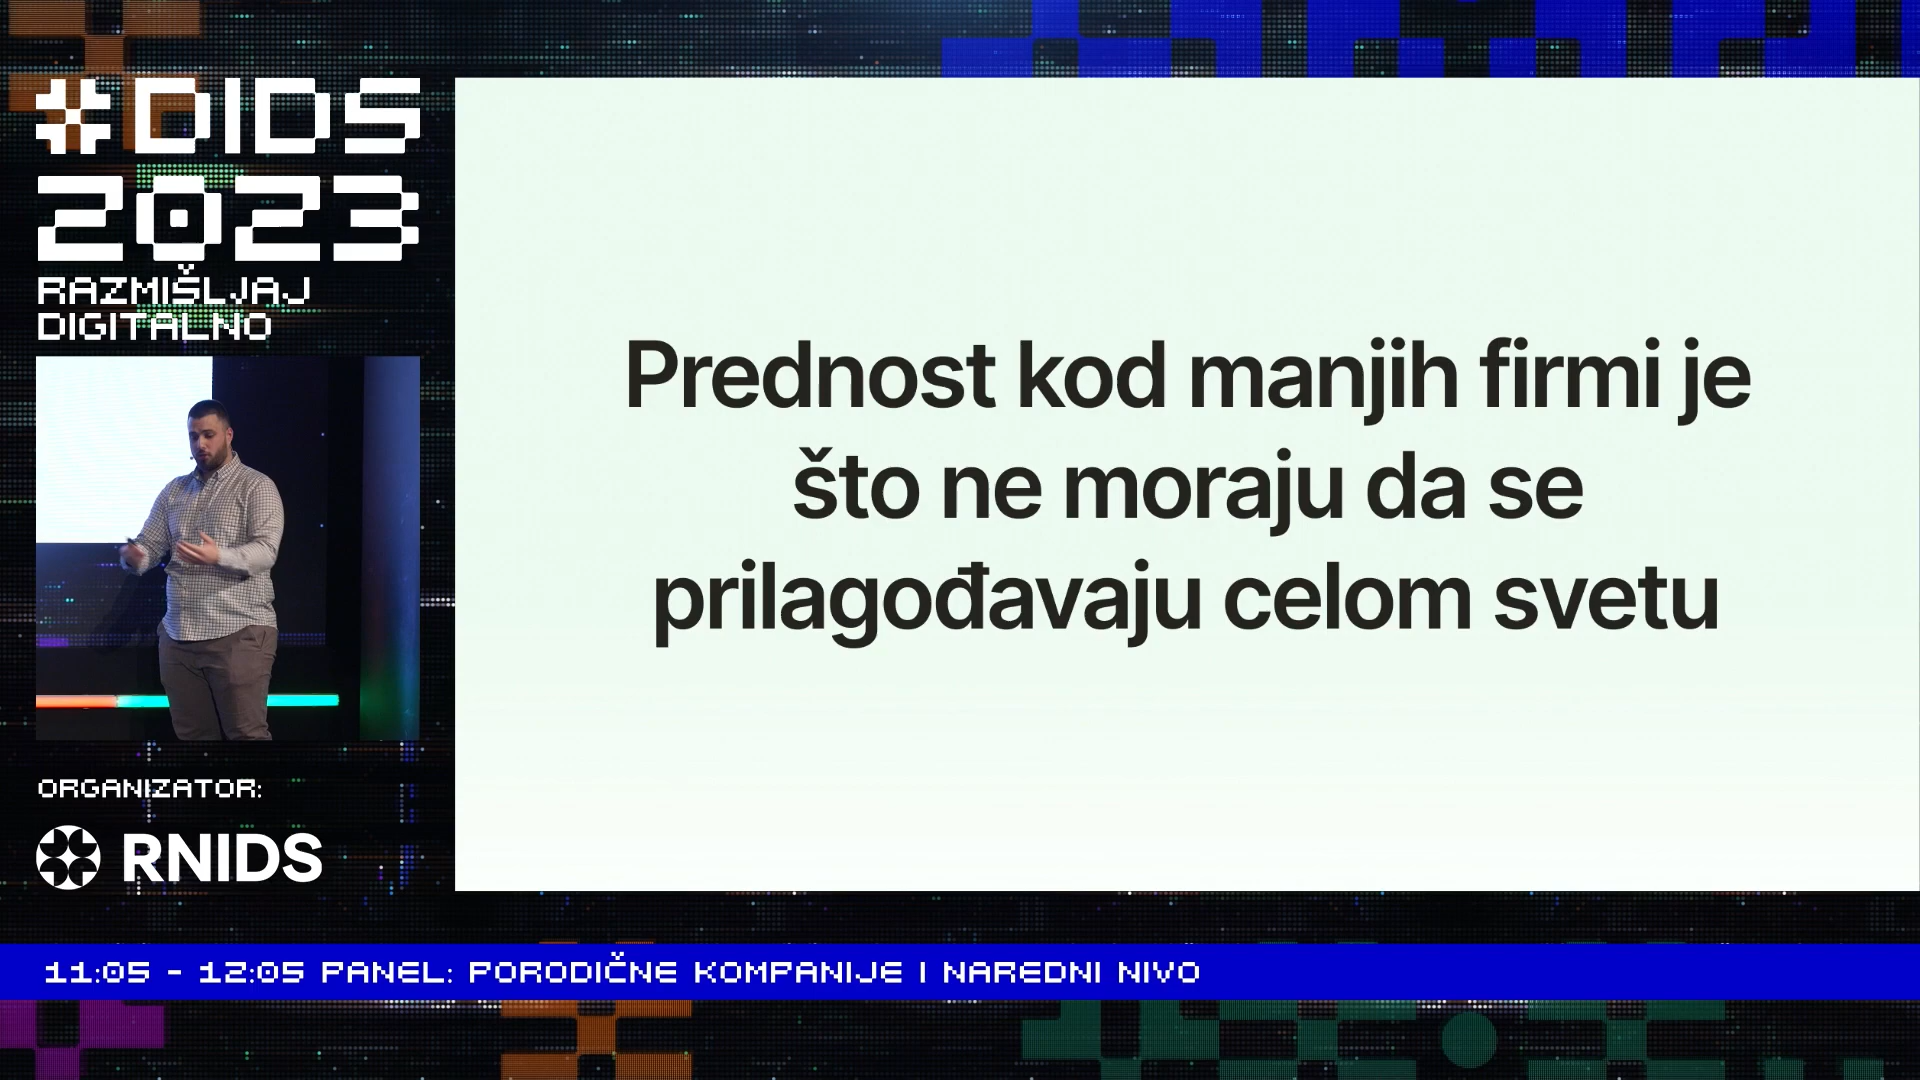 #DIDS
2023
RAZMIŠLJAJ
DIGITALNO
Prednost kod manjih firmi je
što ne moraju da se
prilagođavaju celom svetu
ORGANIZATOR:
RNIDS
11:05 - 12:05 PANEL: PORODIČNE KOMPANIJE I NAREDNI NIVO